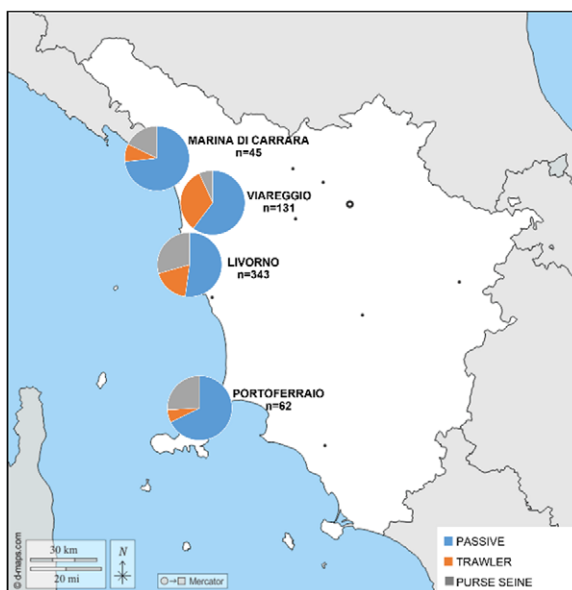 MARINA DI CARRARA
n=45
VIAREGGIO
n=131
LIVORNO
n=343
PORTOFERRAIO
n=62
© d-maps.com
30 km
20 mi
N
Mercator
PASSIVE
TRAWLER
PURSE SEINE